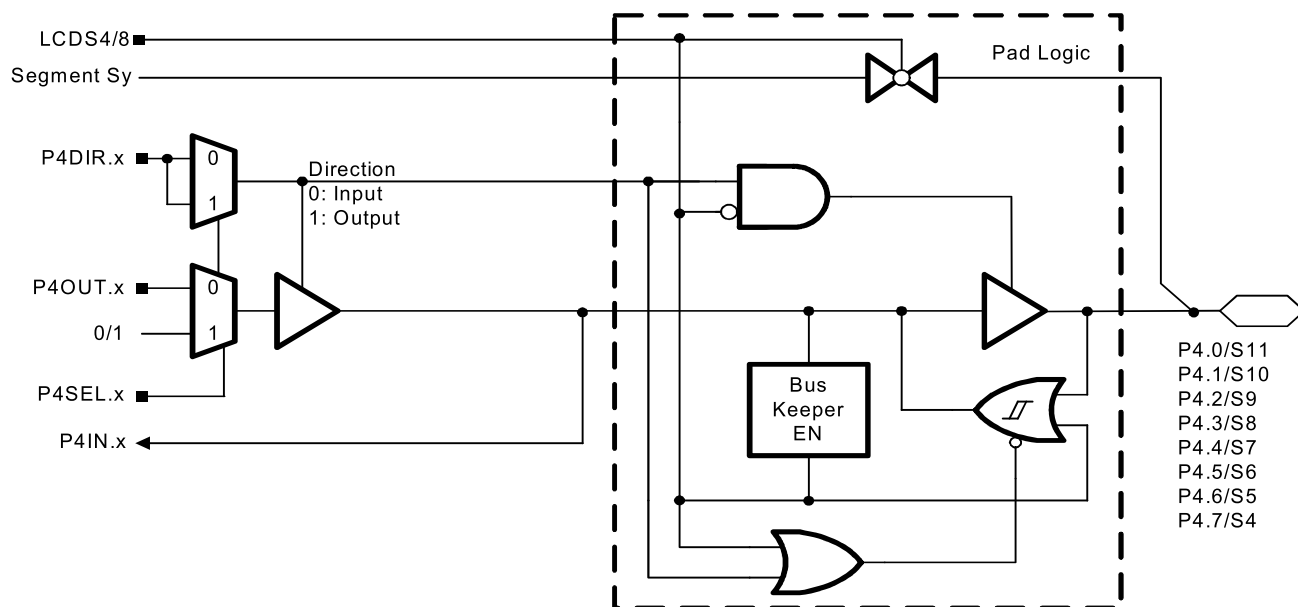 LCDS4/8
Pad Logic
Segment Sy
P4DIR.x
0
1
Direction
0: Input
1: Output
P4OUT.x
0
0/1
1
P4SEL.x
P4IN.x
Bus
Keeper
EN
P4.0/S11
P4.1/S10
P4.2/S9
P4.3/S8
P4.4/S7
P4.5/S6
P4.6/S5
P4.7/S4